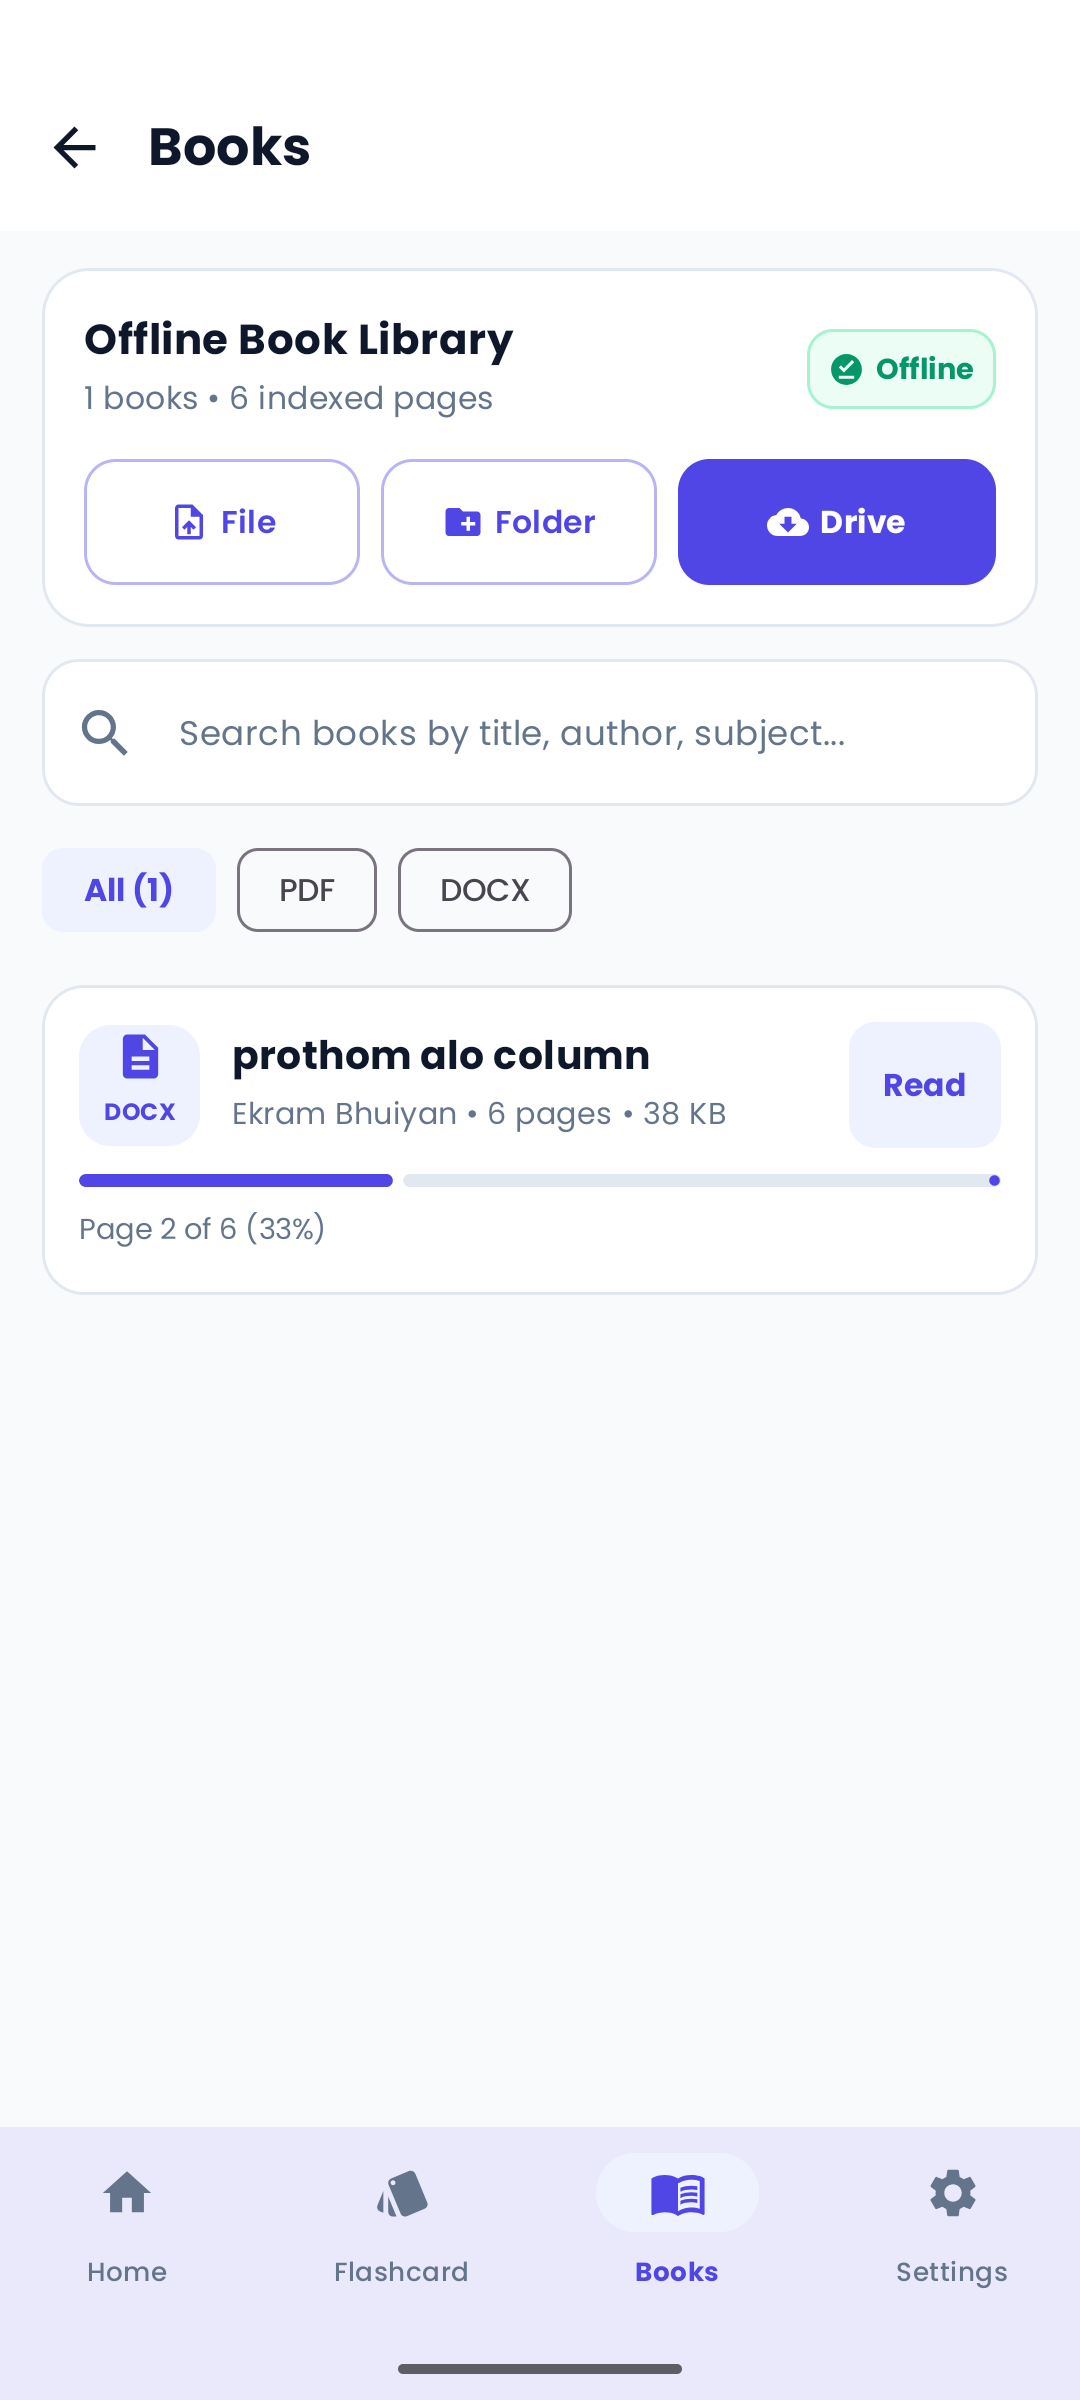 Books
Offline Book Library
1 books • 6 indexed pages
Offline
File
Folder
Drive
Search books by title, author, subject...
All (1)
PDF
DOCX
DOCX
prothom alo column
Ekram Bhuiyan • 6 pages • 38 KB
Read
Page 2 of 6 (33%)
Home
Flashcard
Books
Settings